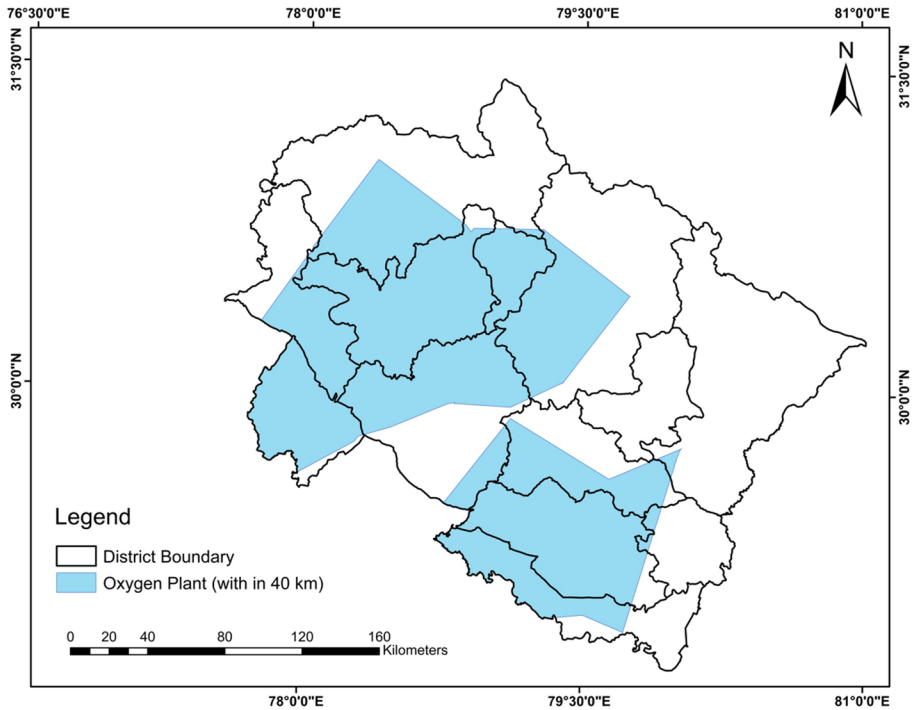 76°30'0"E 78°0'0"E 79°30'0"E 81°0'0"E
31°30'0"N
31°30'0"N
N
30°0'0"N
30°0'0"N
Legend
District Boundary
Oxygen Plant (with in 40 km)
0 20 40 80 120 160
Kilometers
78°0'0"E 79°30'0"E 81°0'0"E